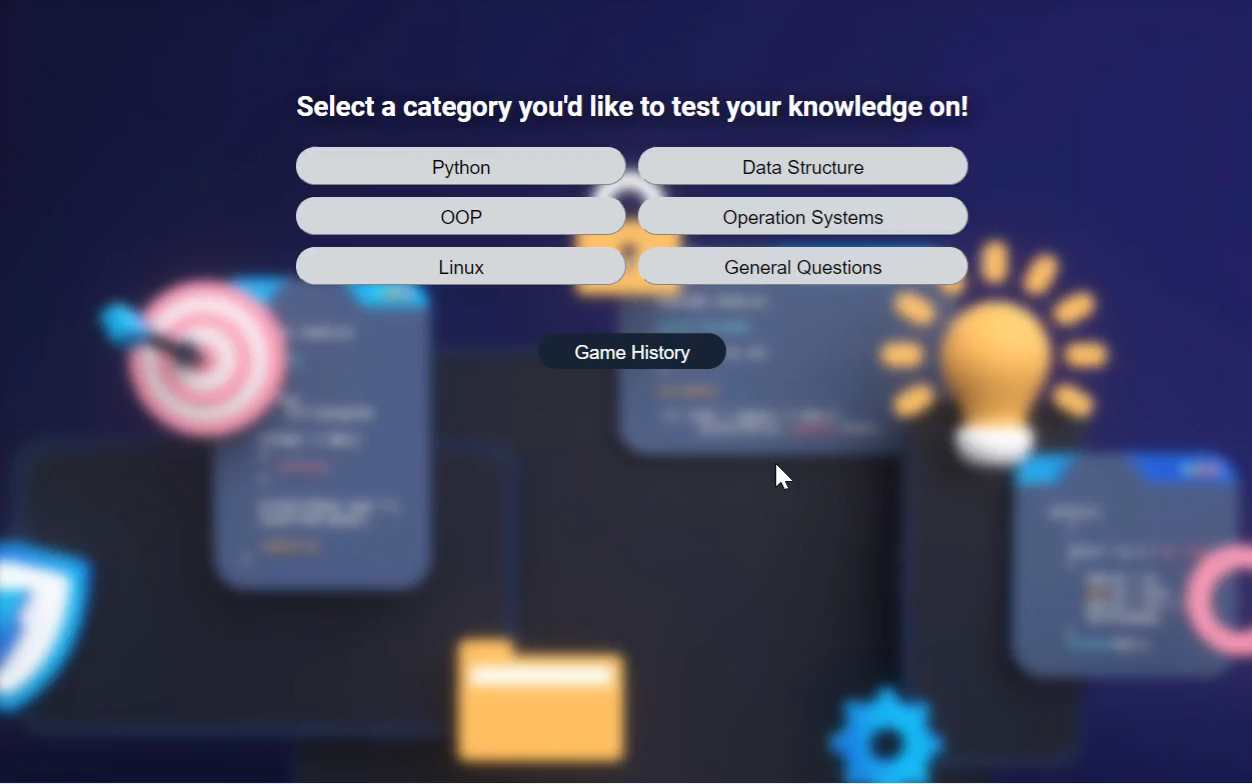 Select a category you'd like to test your knowledge on!
Python
Data Structure
OOP
Operation Systems
Linux
General Questions
Game History